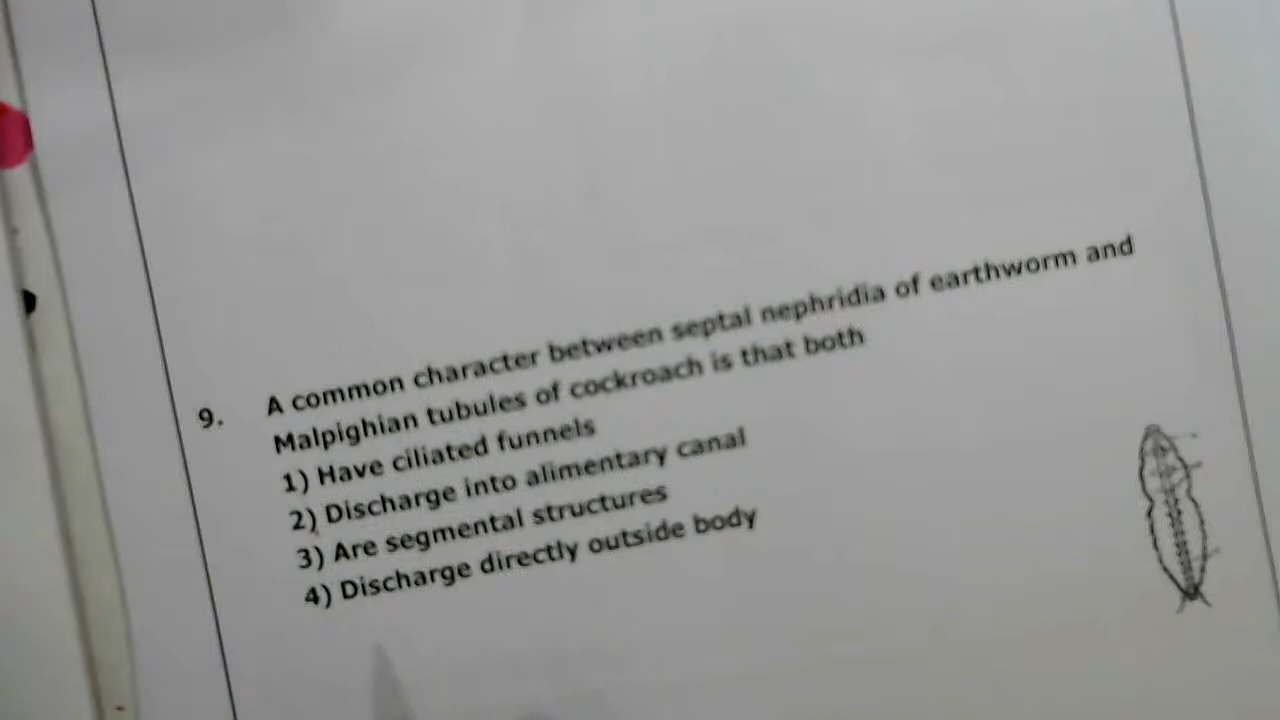 9. A common character between septal nephridia of earthworm and
Malpighian tubules of cockroach is that both
1) Have ciliated funnels
2) Discharge into alimentary canal
3) Are segmental structures
4) Discharge directly outside body